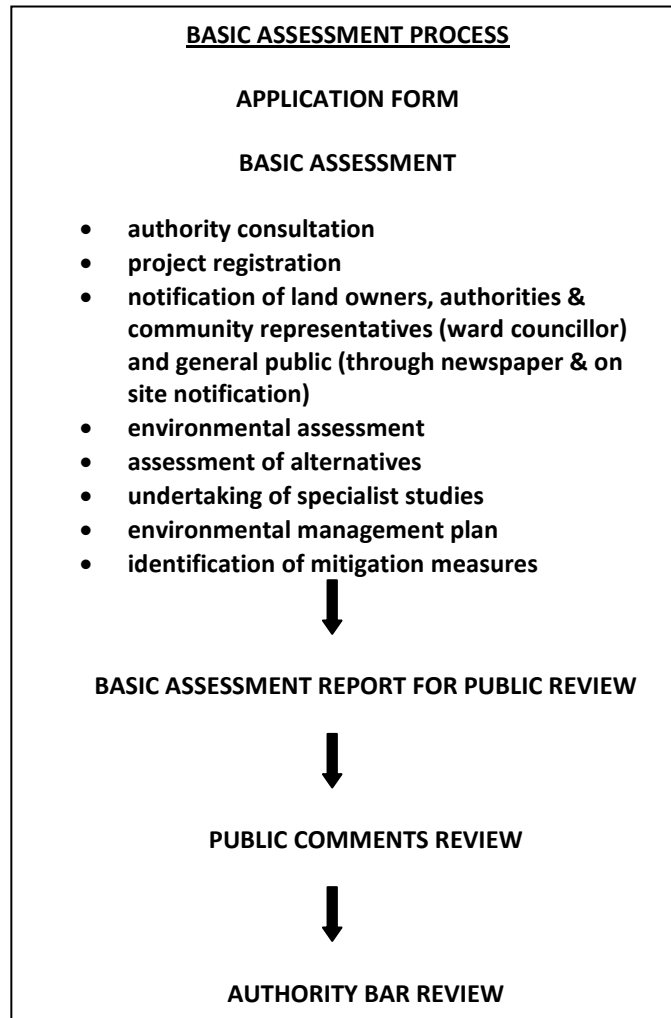 BASIC ASSESSMENT PROCESS
APPLICATION FORM
BASIC ASSESSMENT
• authority consultation
• project registration
• notification of land owners, authorities &
community representatives (ward councillor)
and general public (through newspaper & on
site notification)
• environmental assessment
• assessment of alternatives
• undertaking of specialist studies
• environmental management plan
• identification of mitigation measures
BASIC ASSESSMENT REPORT FOR PUBLIC REVIEW
PUBLIC COMMENTS REVIEW
AUTHORITY BAR REVIEW